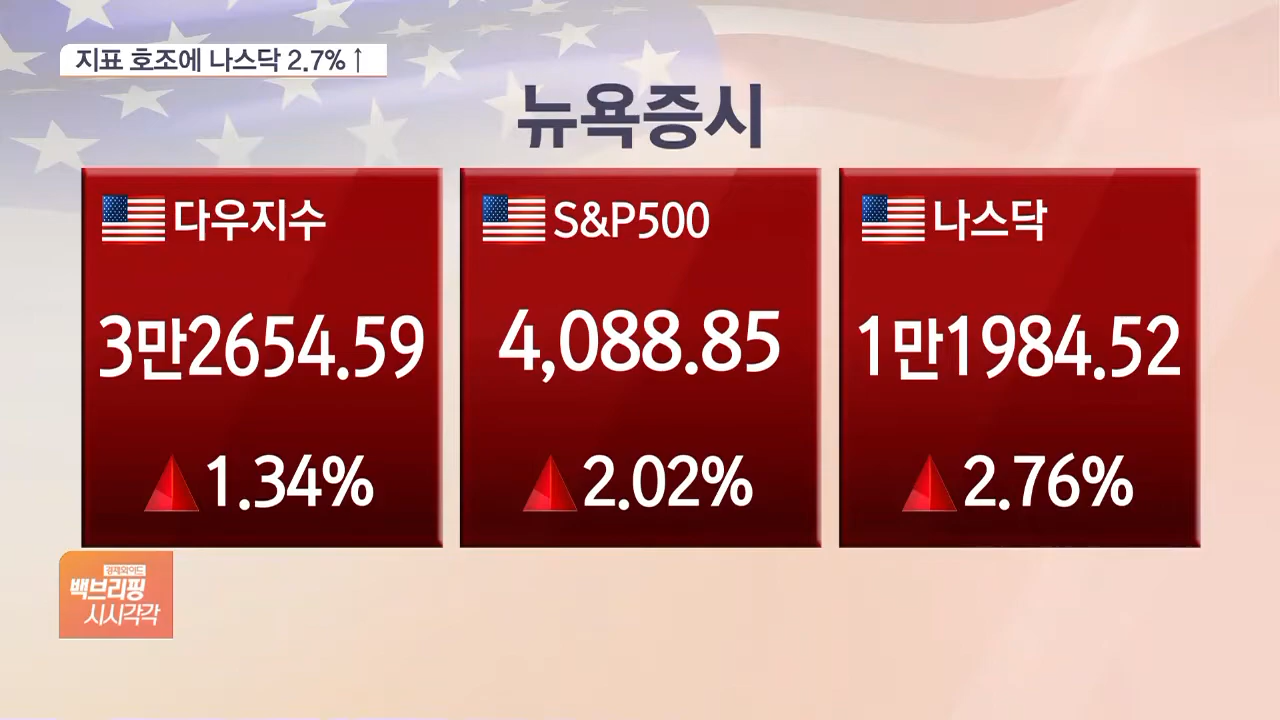 지표 호조에 나스닥 2.7%↑
뉴욕증시
다우지수
3만2654.59
▲1.34%
S&P500
4,088.85
▲2.02%
나스닥
1만1984.52
▲2.76%
경제와이드
백브리핑
시시각각